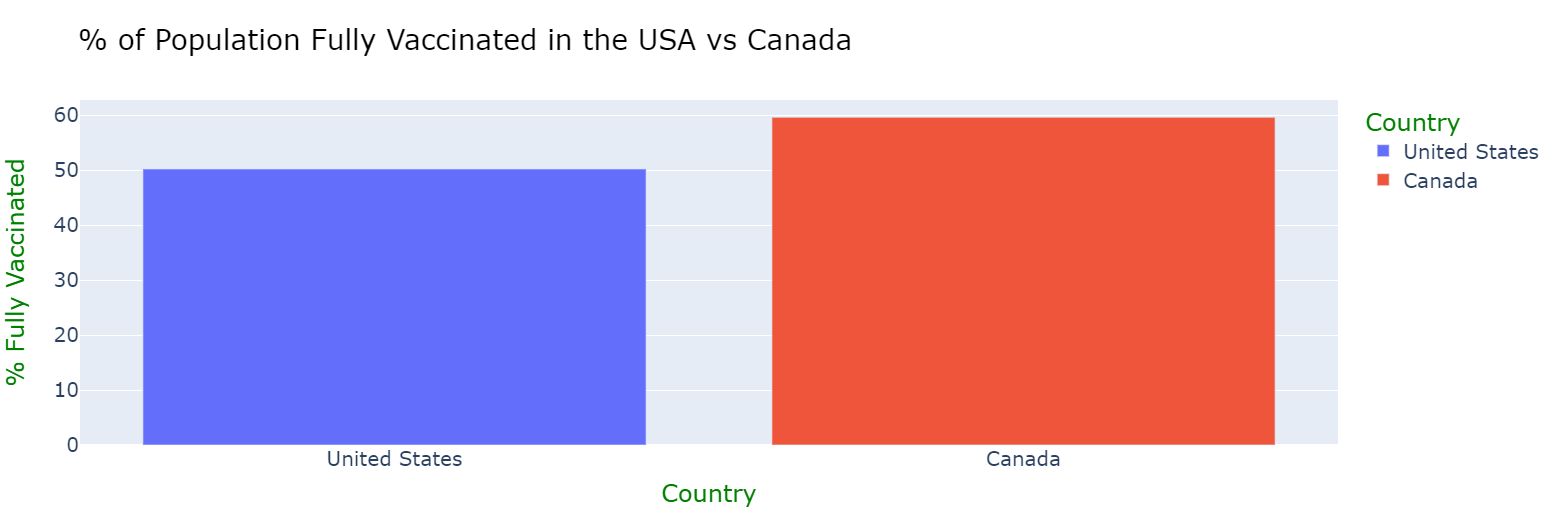 % of Population Fully Vaccinated in the USA vs Canada
% Fully Vaccinated
60
50
40
30
20
10
0
United States
Canada
Country
Country
United States
Canada